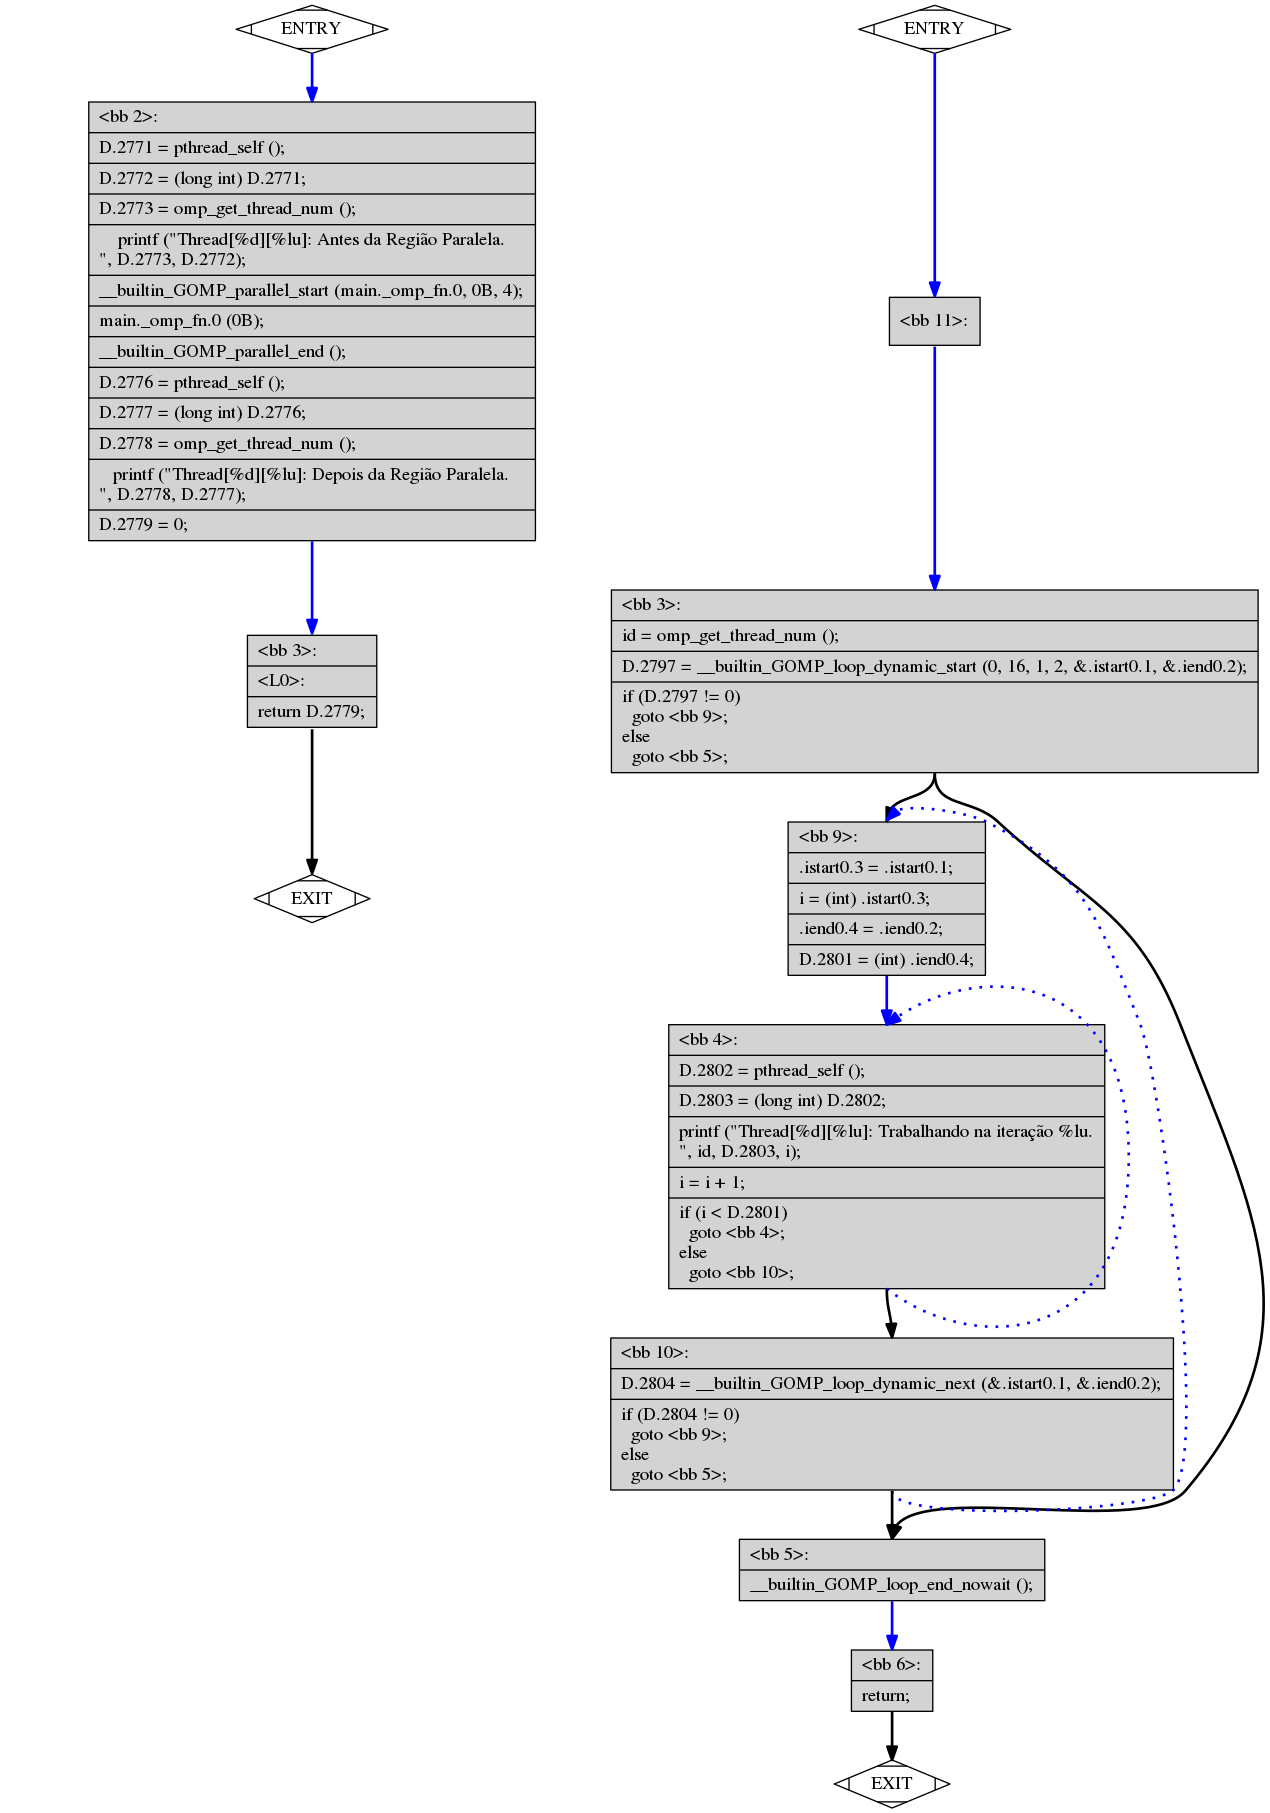 ENTRY
<bb 2>:
D.2771 = pthread_self ();
D.2772 = (long int) D.2771;
D.2773 = omp_get_thread_num ();
printf ("Thread[%d][%lu]: Antes da Região Paralela.
", D.2773, D.2772);
__builtin_GOMP_parallel_start (main._omp_fn.0, 0B, 4);
main._omp_fn.0 (0B);
__builtin_GOMP_parallel_end ();
D.2776 = pthread_self ();
D.2777 = (long int) D.2776;
D.2778 = omp_get_thread_num ();
printf ("Thread[%d][%lu]: Depois da Região Paralela.
", D.2778, D.2777);
D.2779 = 0;
<bb 3>:
<L0>:
return D.2779;
EXIT
ENTRY
<bb 11>:
<bb 3>:
id = omp_get_thread_num ();
D.2797 = __builtin_GOMP_loop_dynamic_start (0, 16, 1, 2, &.istart0.1, &.iend0.2);
if (D.2797 != 0)
goto <bb 9>;
else
goto <bb 5>;
<bb 9>:
.istart0.3 = .istart0.1;
i = (int) .istart0.3;
.iend0.4 = .iend0.2;
D.2801 = (int) .iend0.4;
<bb 4>:
D.2802 = pthread_self ();
D.2803 = (long int) D.2802;
printf ("Thread[%d][%lu]: Trabalhando na iteração %lu.
", id, D.2803, i);
i = i + 1;
if (i < D.2801)
goto <bb 4>;
else
goto <bb 10>;
<bb 10>:
D.2804 = __builtin_GOMP_loop_dynamic_next (&.istart0.1, &.iend0.2);
if (D.2804 != 0)
goto <bb 9>;
else
goto <bb 5>;
<bb 5>:
__builtin_GOMP_loop_end_nowait ();
<bb 6>:
return;
EXIT